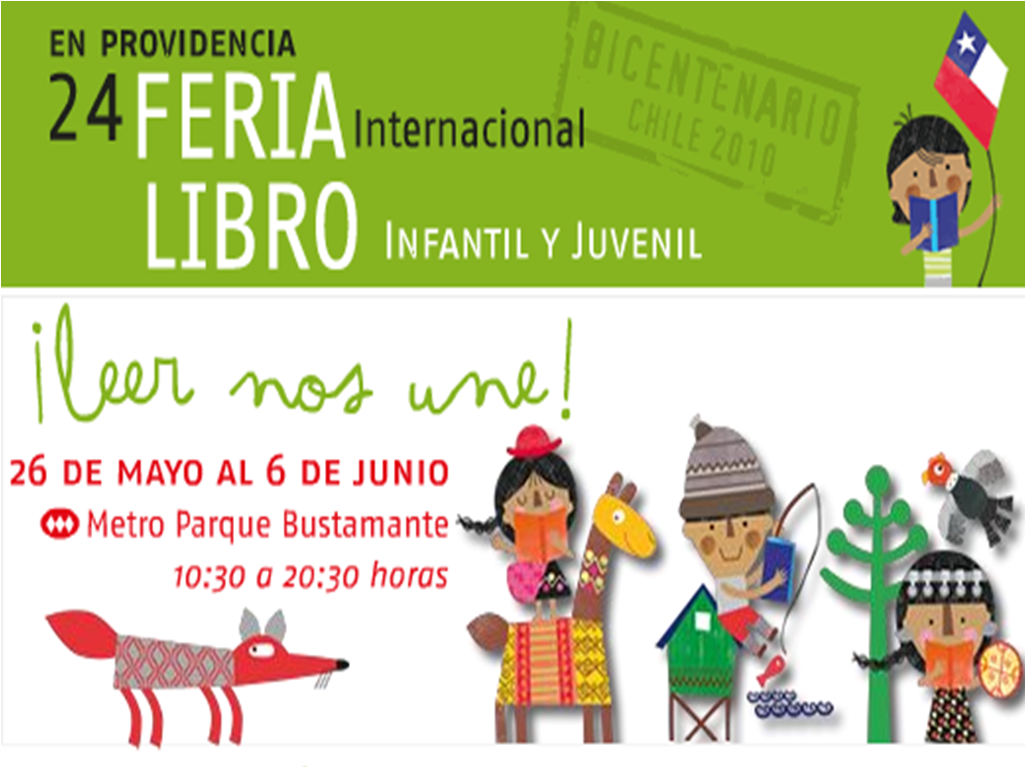 EN PROVIDENCIA
24 FERIA Internacional
LIBRO INFANTIL Y JUVENIL
BICENTENARIO
CHILE 2010
¡leer nos une!
26 DE MAYO AL 6 DE JUNIO
Metro Parque Bustamante
10:30 a 20:30 horas